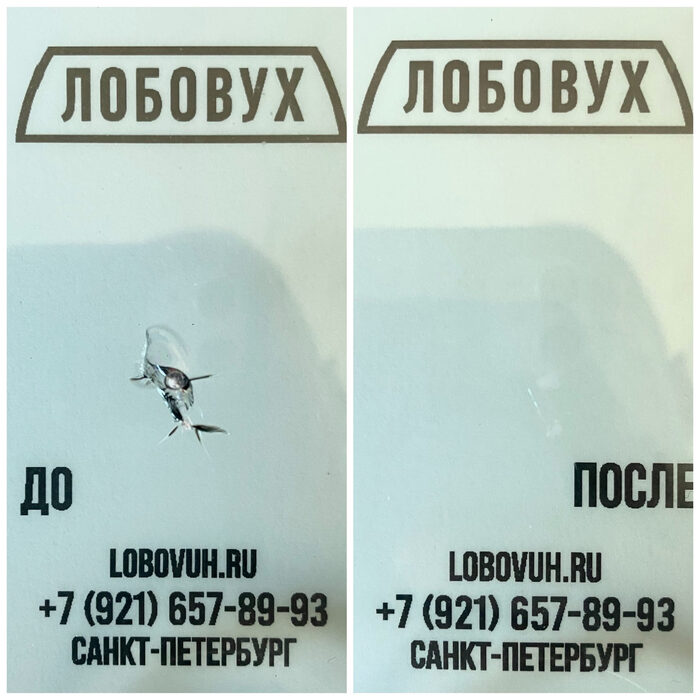 ЛОБОВУХ
ДО
LOBOVUH.RU
+7 (921) 657-89-93
САНКТ-ПЕТЕРБУРГ
ЛОБОВУХ
ПОСЛЕ
LOBOVUH.RU
+7 (921) 657-89-93
САНКТ-ПЕТЕРБУРГ